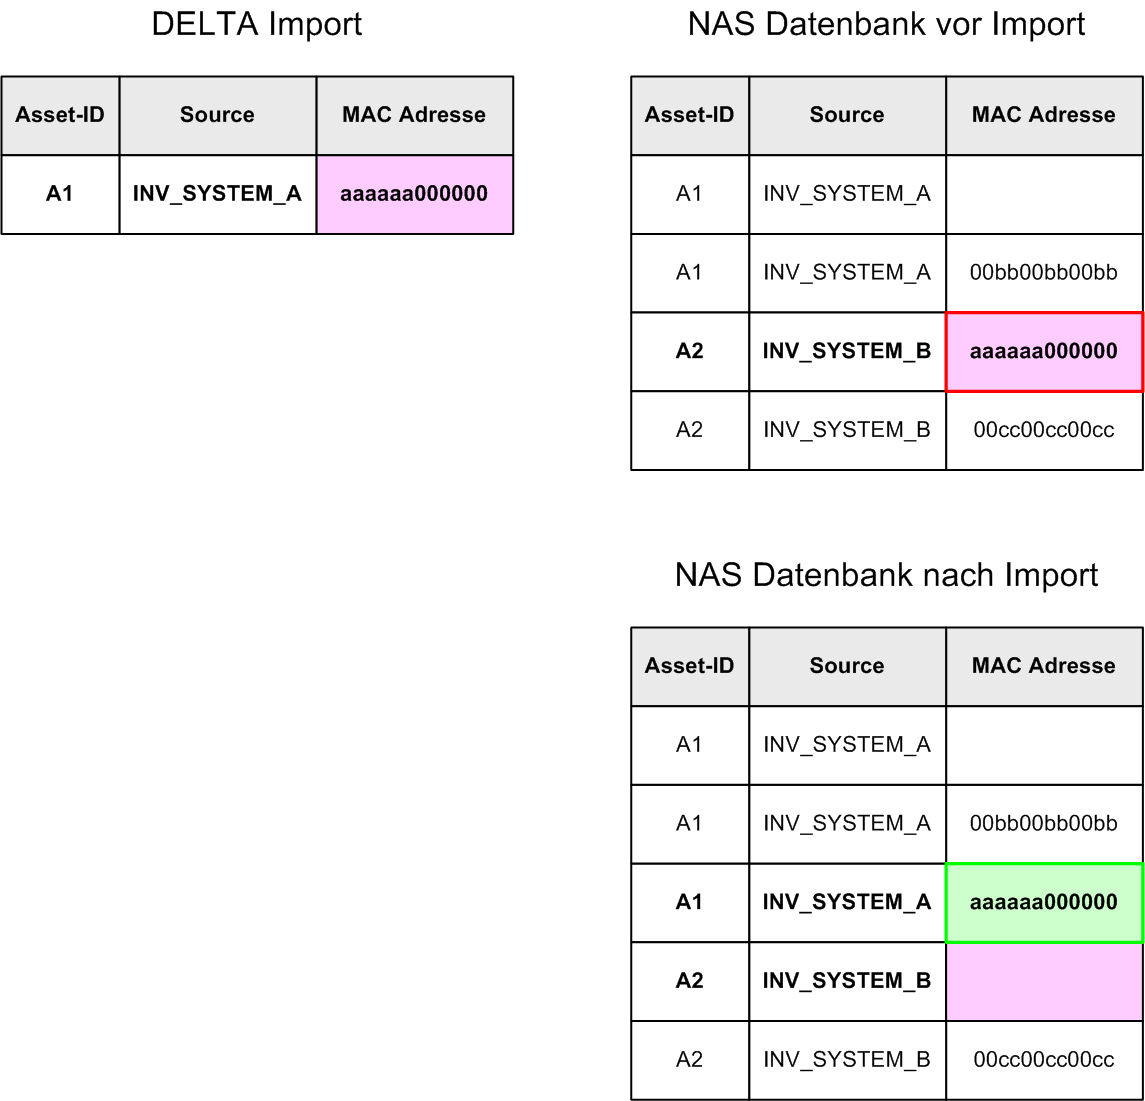 DELTA Import
Asset-ID Source MAC Adresse
A1 INV_SYSTEM_A aaaaaa000000
NAS Datenbank vor Import
Asset-ID Source MAC Adresse
A1 INV_SYSTEM_A
A1 INV_SYSTEM_A 00bb00bb00bb
A2 INV_SYSTEM_B aaaaaa000000
A2 INV_SYSTEM_B 00cc00cc00cc
NAS Datenbank nach Import
Asset-ID Source MAC Adresse
A1 INV_SYSTEM_A
A1 INV_SYSTEM_A 00bb00bb00bb
A1 INV_SYSTEM_A aaaaaa000000
A2 INV_SYSTEM_B
A2 INV_SYSTEM_B 00cc00cc00cc